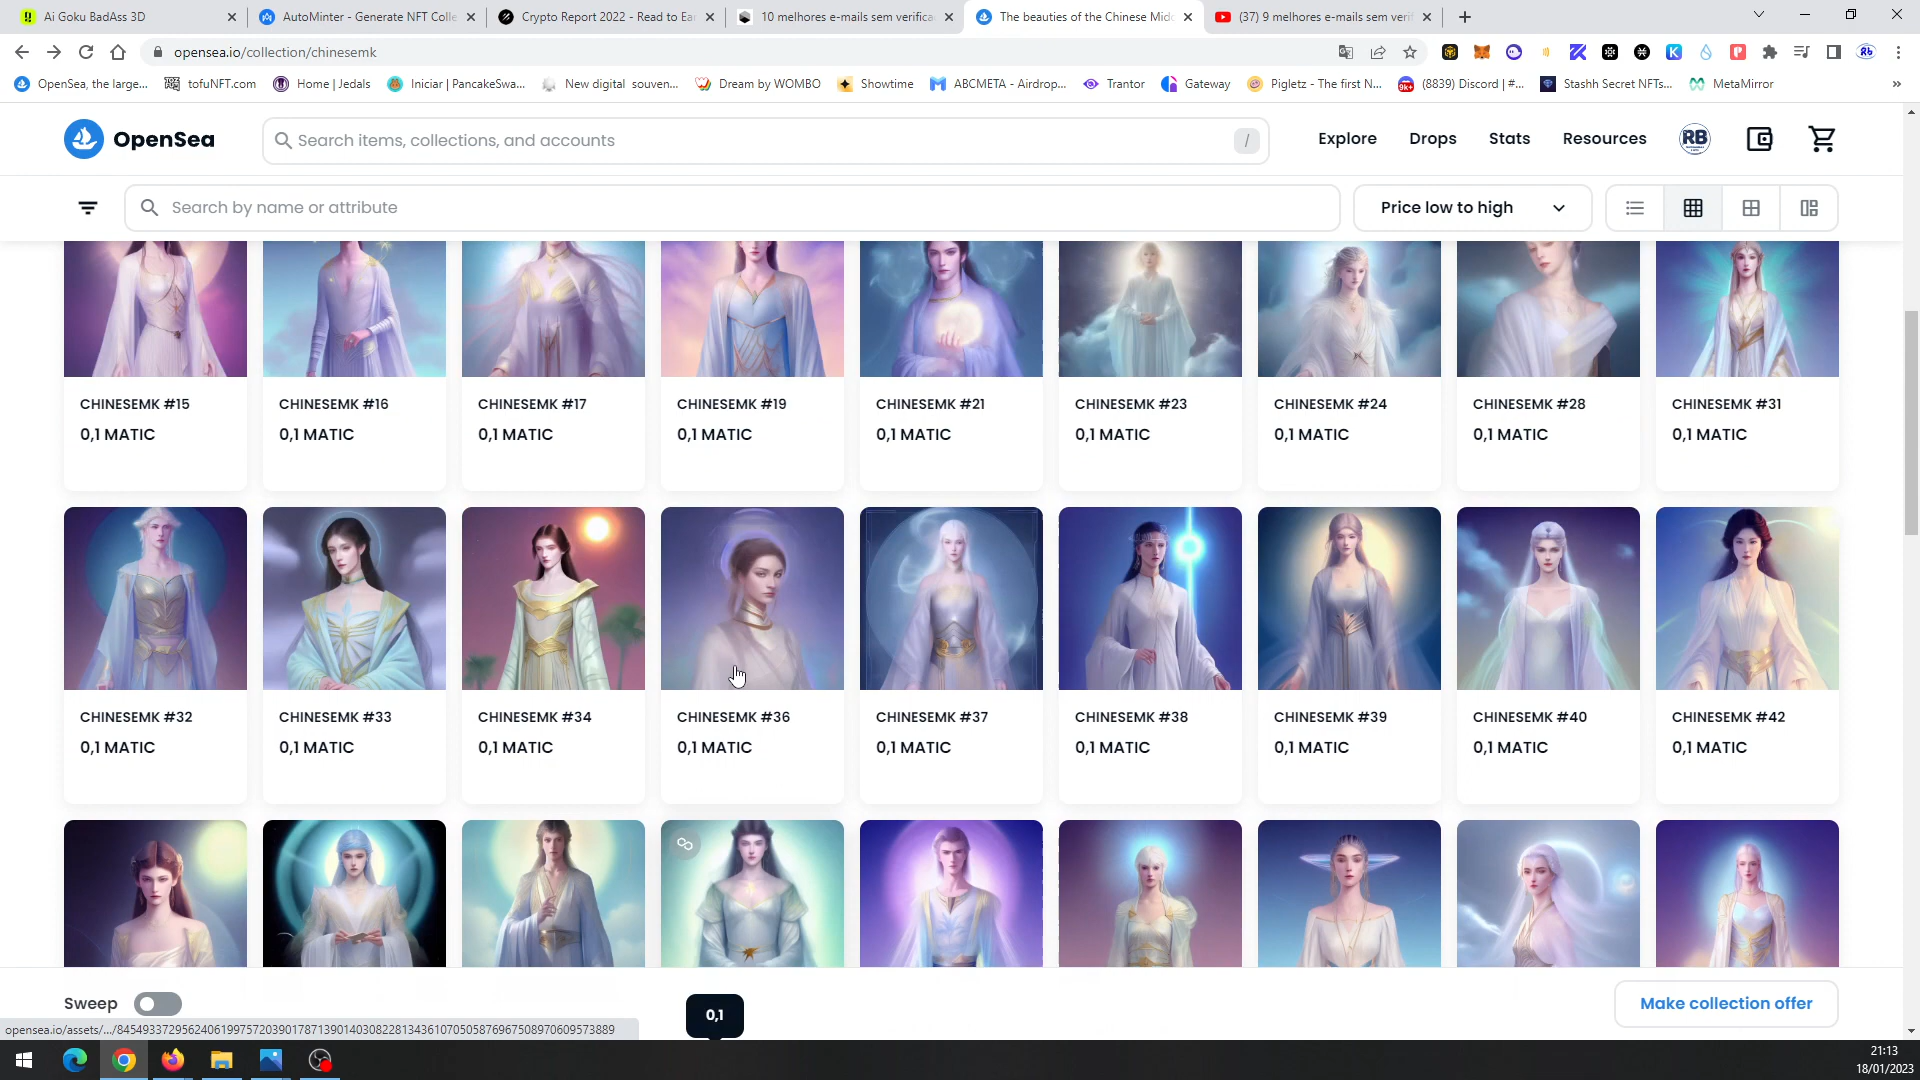 Ai Goku BadAss 3D
AutoMinter - Generate NFT Colle
Crypto Report 2022 - Read to Ea
10 melhores e-mails sem verifica
The beauties of the Chinese Mid
(37) 9 melhores e-mails sem veri
opensea.io/collection/chinesemk
OpenSea, the large...
tofuNFT.com
Home | Jedals
Iniciar | PancakeSwa...
New digital souven...
Dream by WOMBO
Showtime
ABCMETA - Airdrop...
Trantor
Gateway
Pigletz - The first N...
(8839) Discord | #...
Stashh Secret NFTs...
MetaMirror
»
OpenSea
Search items, collections, and accounts
/
Explore
Drops
Stats
Resources
RB
Search by name or attribute
Price low to high
CHINESEMK #15
CHINESEMK #16
CHINESEMK #17
CHINESEMK #19
CHINESEMK #21
CHINESEMK #23
CHINESEMK #24
CHINESEMK #28
CHINESEMK #31
0,1 MATIC
0,1 MATIC
0,1 MATIC
0,1 MATIC
0,1 MATIC
0,1 MATIC
0,1 MATIC
0,1 MATIC
0,1 MATIC
CHINESEMK #32
CHINESEMK #33
CHINESEMK #34
CHINESEMK #36
CHINESEMK #37
CHINESEMK #38
CHINESEMK #39
CHINESEMK #40
CHINESEMK #42
0,1 MATIC
0,1 MATIC
0,1 MATIC
0,1 MATIC
0,1 MATIC
0,1 MATIC
0,1 MATIC
0,1 MATIC
0,1 MATIC
Sweep
0,1
Make collection offer
opensea.io/assets/.../84549337295624061997572039017871390140308228134361070505876967508970609573889
21:13
18/01/2023